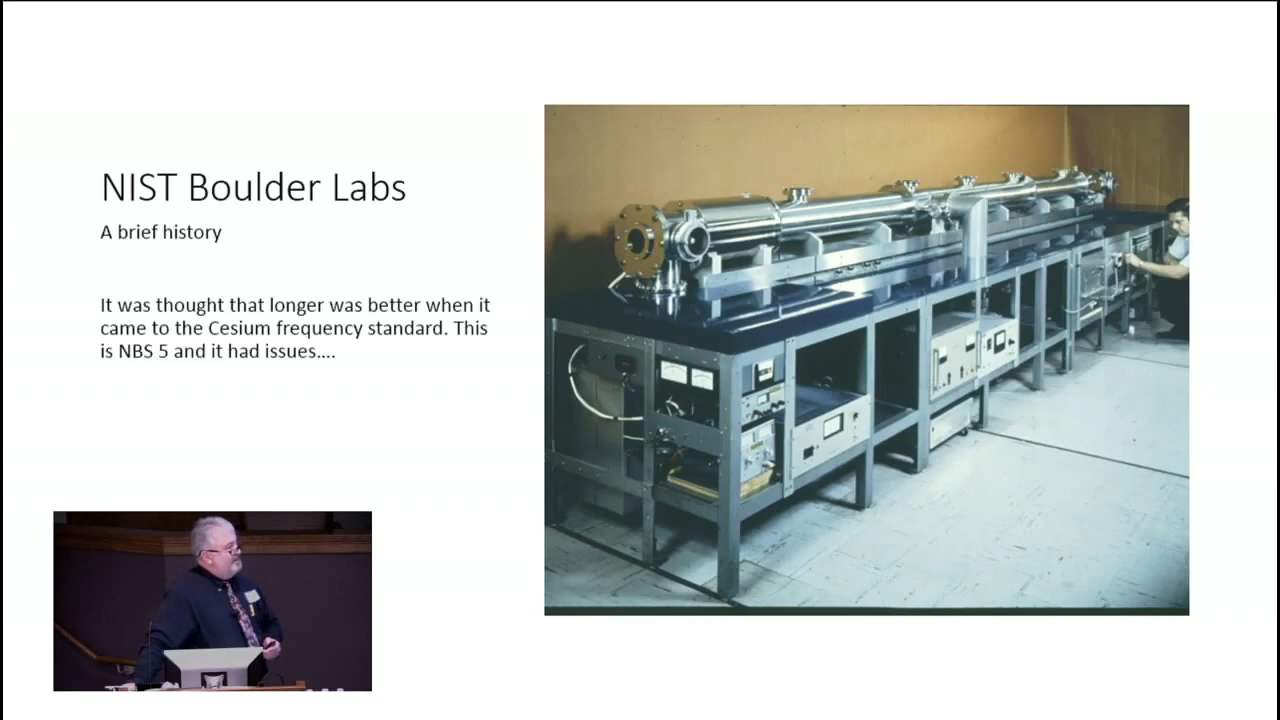 NIST Boulder Labs
A brief history
It was thought that longer was better when it
came to the Cesium frequency standard. This
is NBS 5 and it had issues....